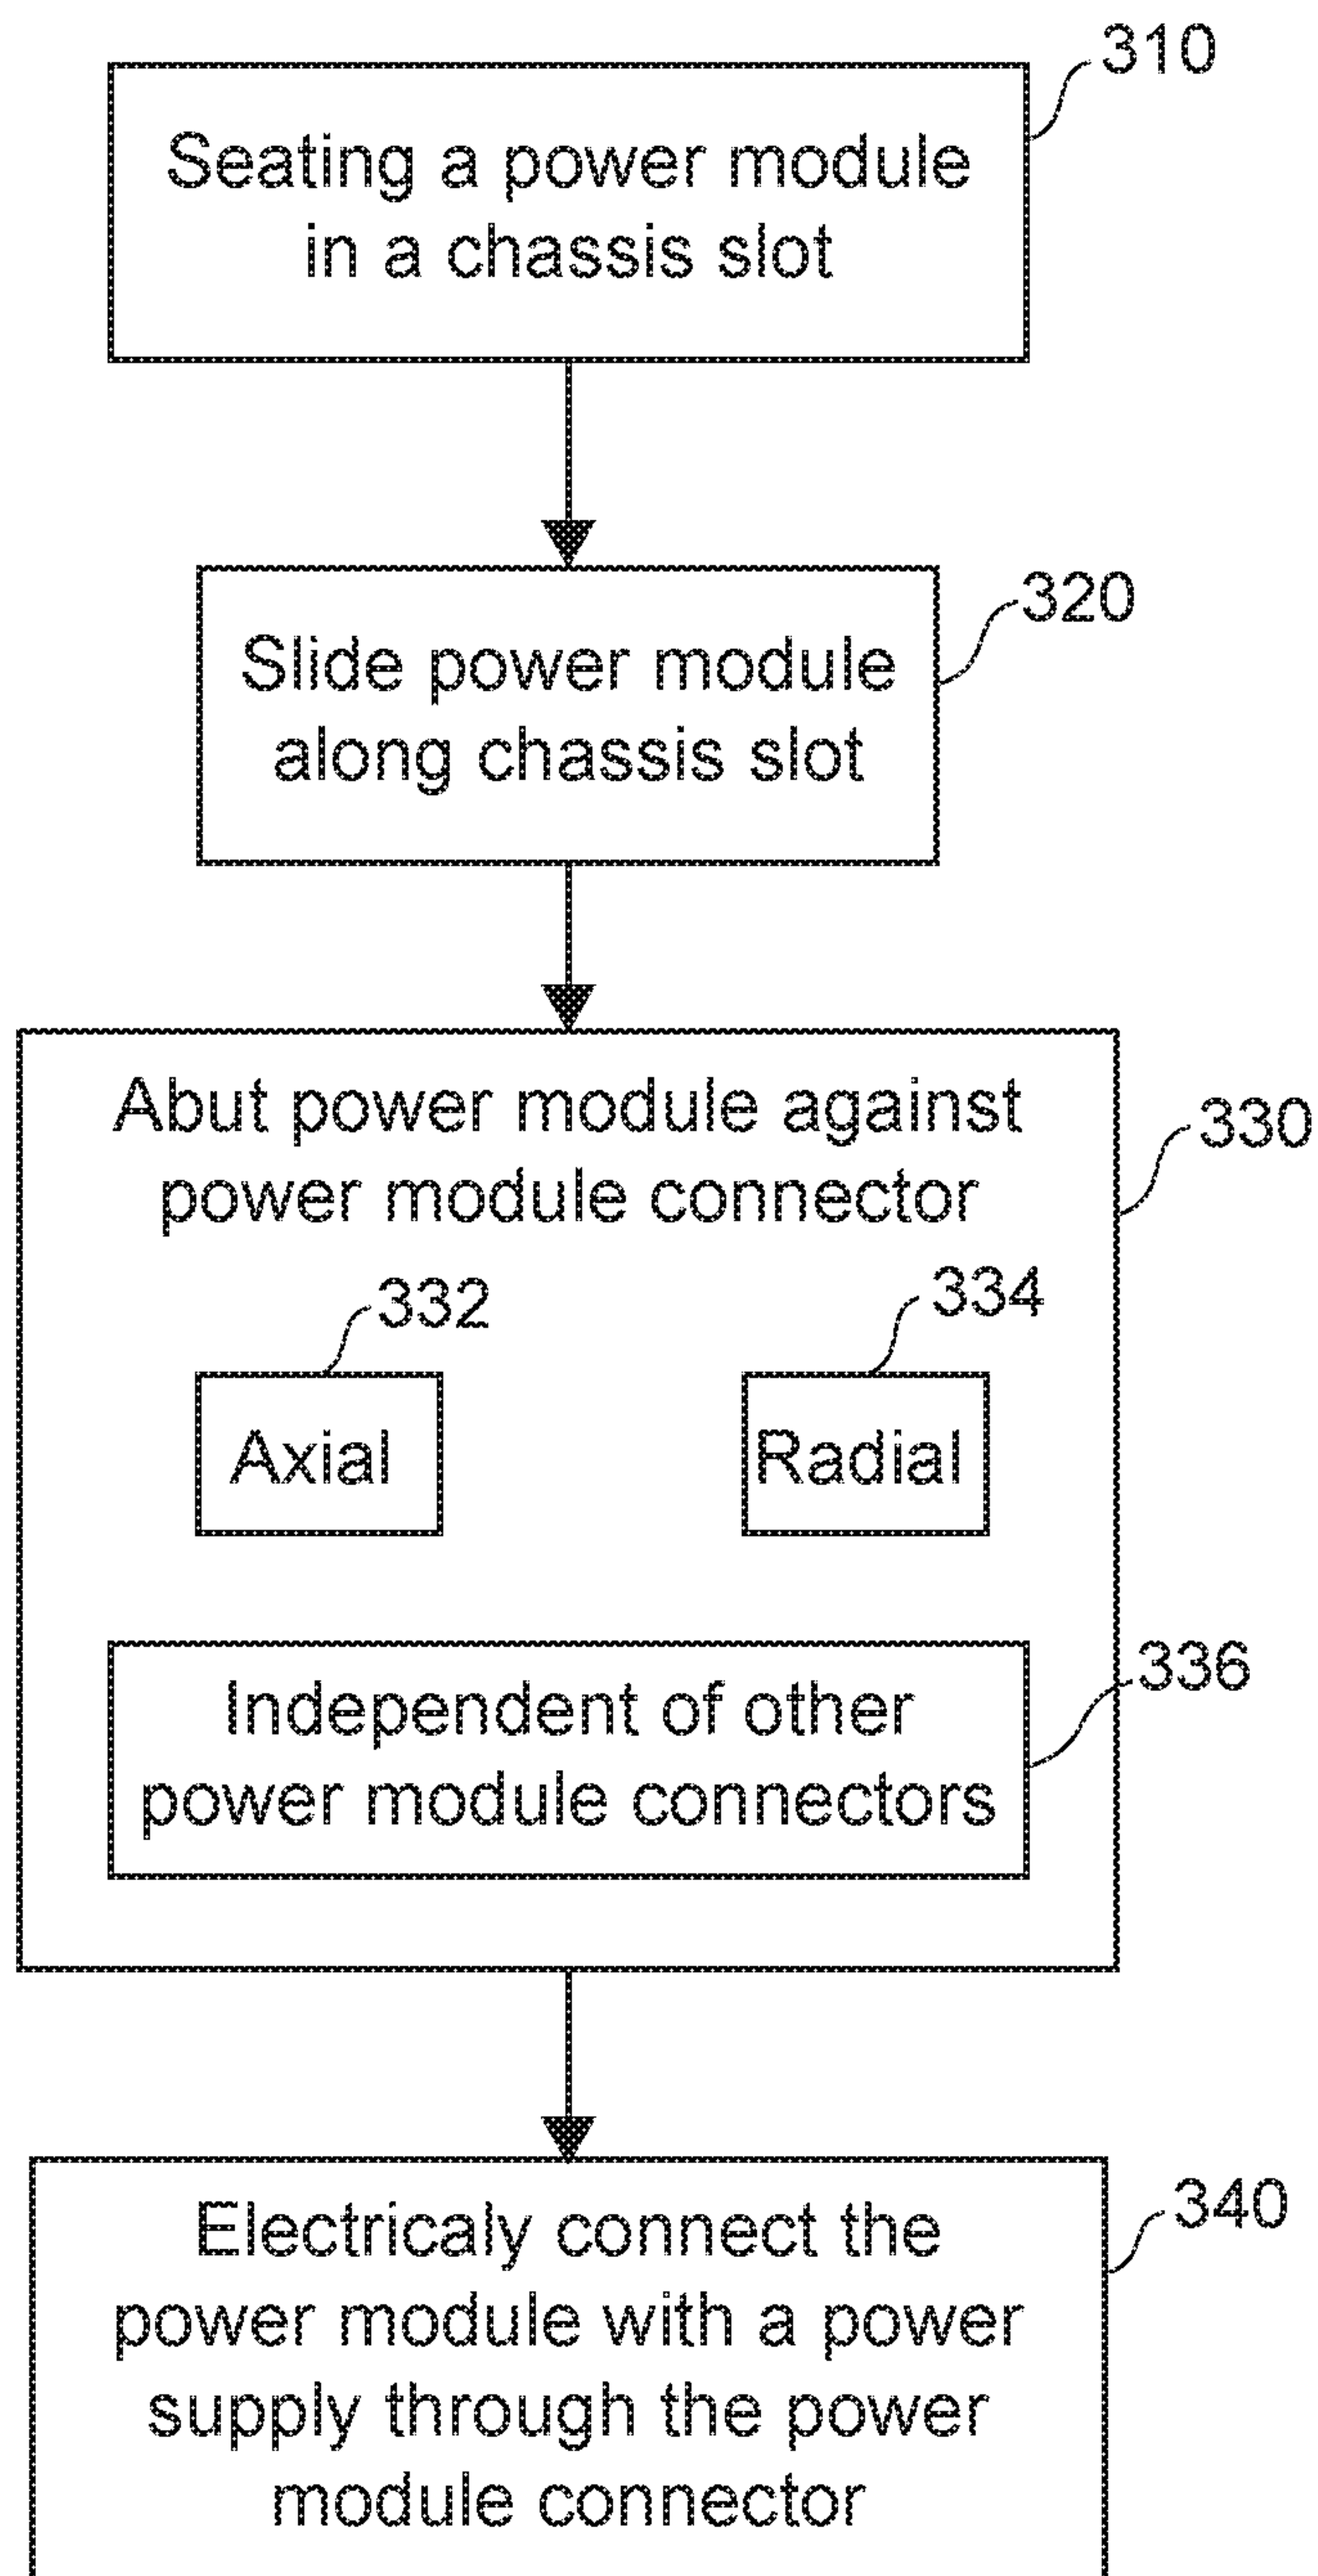 310
Seating a power module
in a chassis slot
320
Slide power module
along chassis slot
Abut power module against
power module connector
330
332
334
Axial
Radial
336
Independent of other
power module connectors
340
Electricaly connect the
power module with a power
supply through the power
module connector